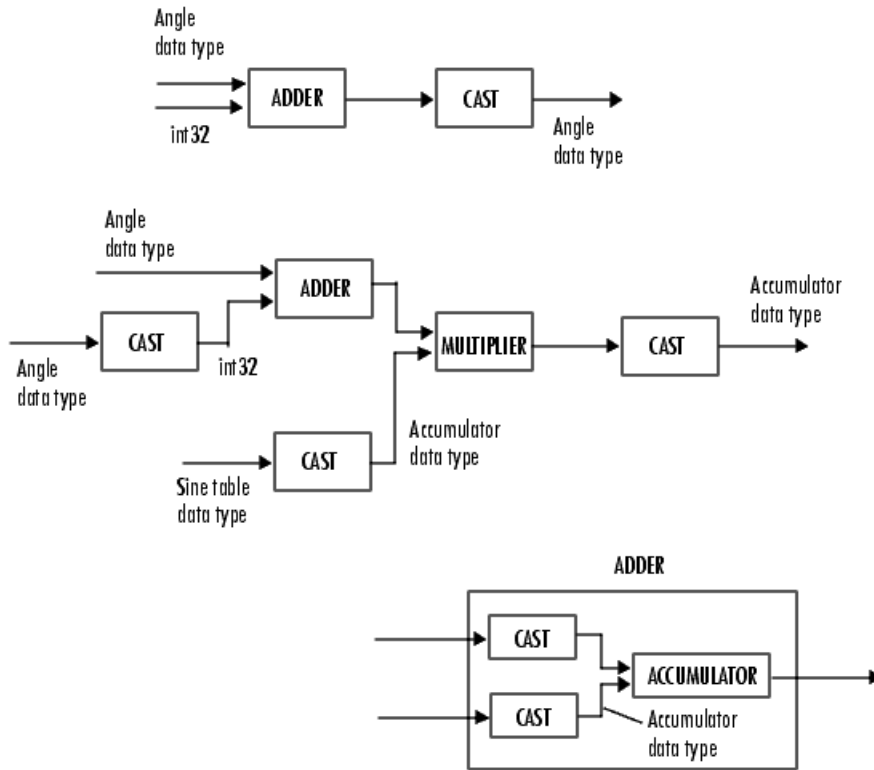 Angle
data type
ADDER
CAST
int32
Angle
data type
Angle
data type
ADDER
Accumulator
data type
CAST
MULTIPLIER
CAST
int32
Angle
data type
Accumulator
data type
CAST
Sine table
data type
ADDER
CAST
ACCUMULATOR
CAST
Accumulator
data type